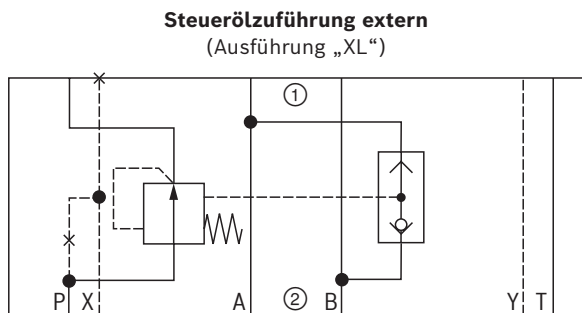 Steuerölzuführung extern
(Ausführung „XL“)
①
P X A ② B Y T